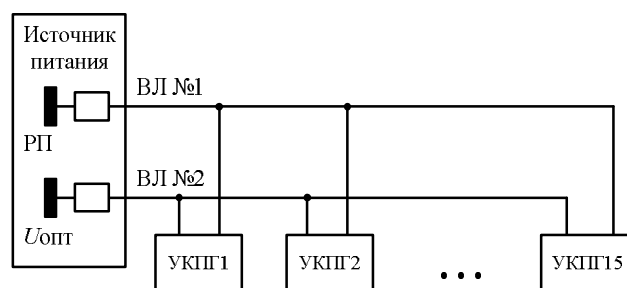 Источник
питания
ВЛ №1
РП
ВЛ №2
Uопт
УКПГ1
УКПГ2
...
УКПГ15